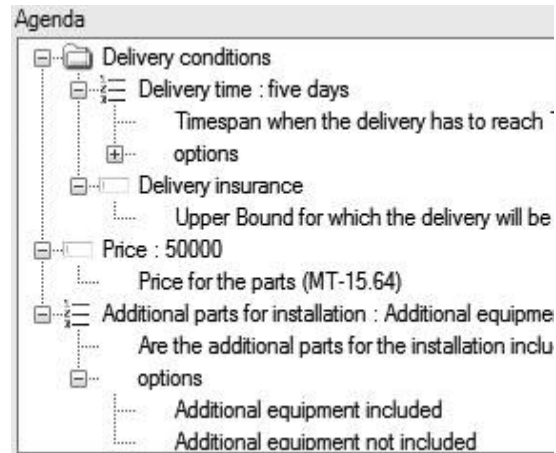 Agenda
Delivery conditions
Delivery time : five days
Timespan when the delivery has to reach
options
Delivery insurance
Upper Bound for which the delivery will be
Price : 50000
Price for the parts (MT-15.64)
Additional parts for installation : Additional equipme
Are the additional parts for the installation inclu
options
Additional equipment included
Additional equipment not included